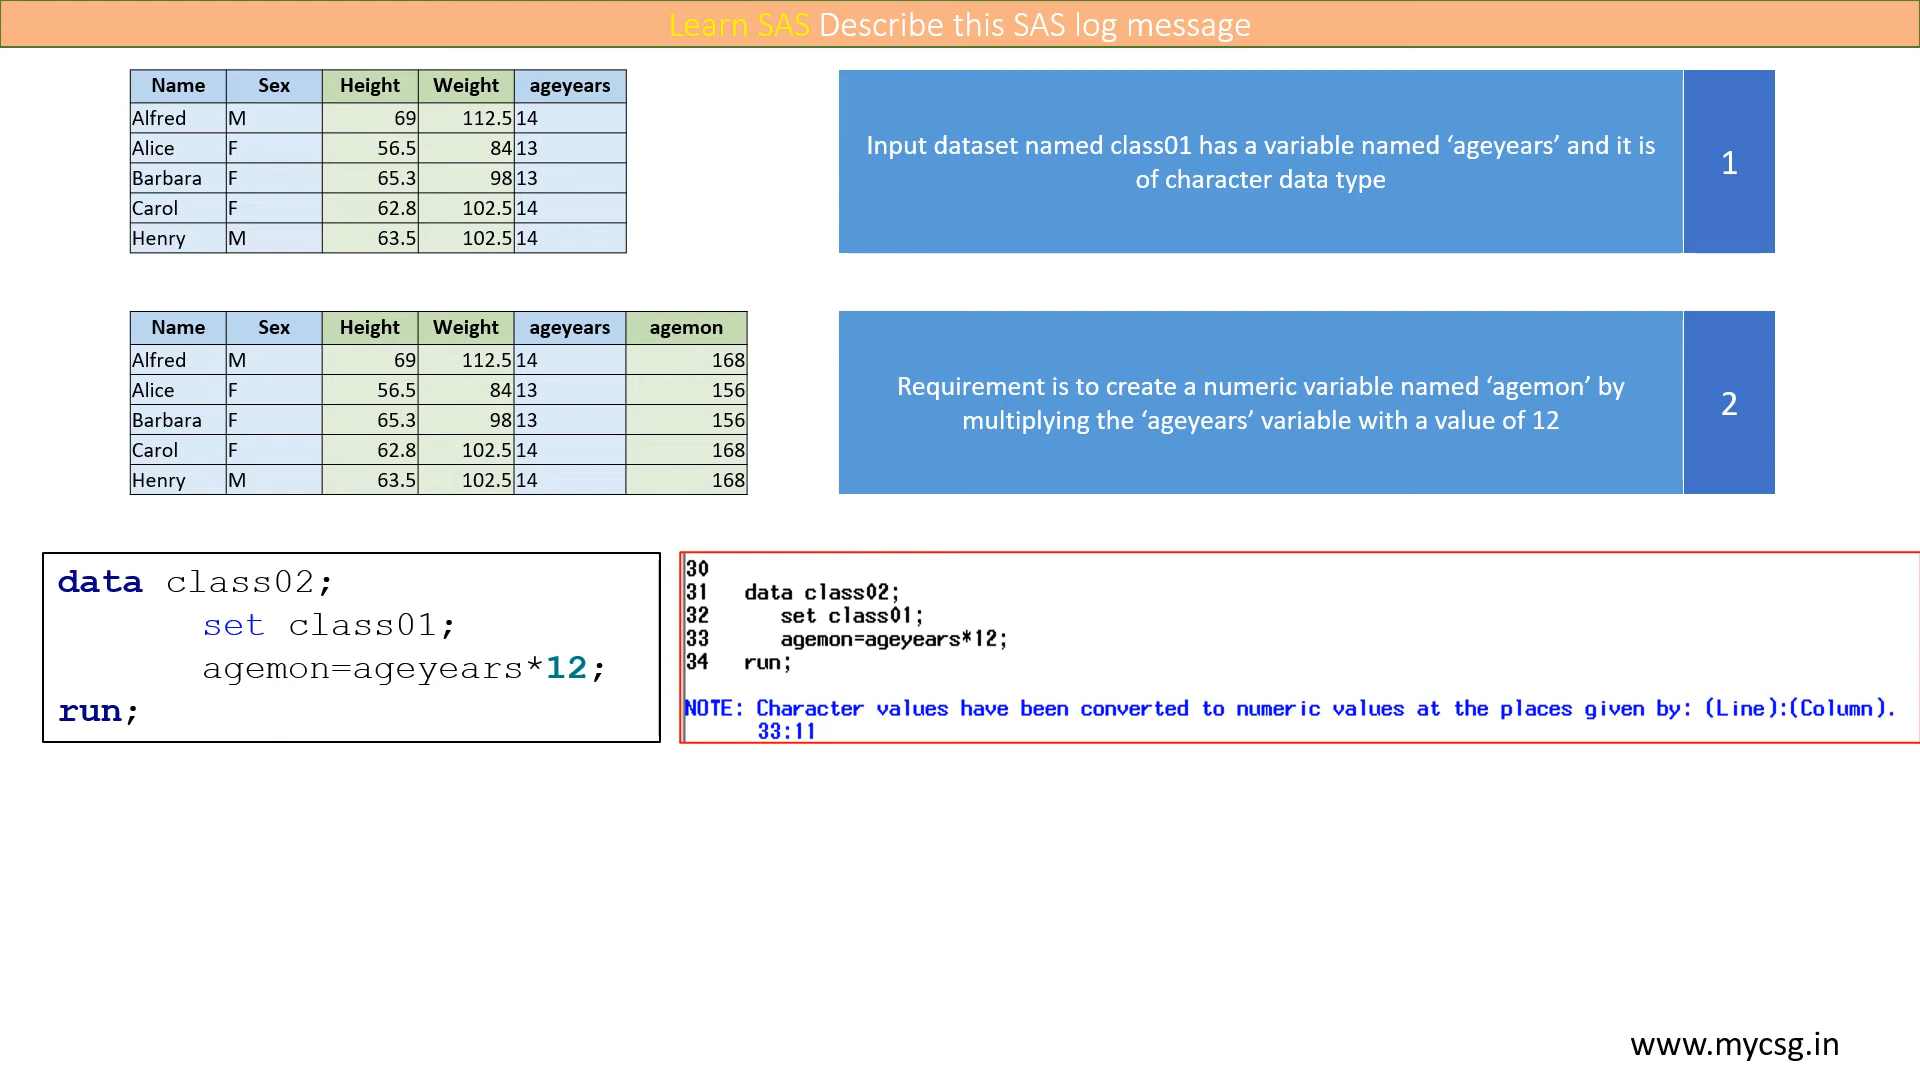 Learn SAS Describe this SAS log message
Name Sex Height Weight ageyears
Alfred M 69 112.5 14
Alice F 56.5 84 13
Barbara F 65.3 98 13
Carol F 62.8 102.5 14
Henry M 63.5 102.5 14
Input dataset named class01 has a variable named ‘ageyears’ and it is
of character data type
1
Name Sex Height Weight ageyears agemon
Alfred M 69 112.5 14 168
Alice F 56.5 84 13 156
Barbara F 65.3 98 13 156
Carol F 62.8 102.5 14 168
Henry M 63.5 102.5 14 168
Requirement is to create a numeric variable named ‘agemon’ by
multiplying the ‘ageyears’ variable with a value of 12
2
data class02;
set class01;
agemon=ageyears*12;
run;
30
31 data class02;
32 set class01;
33 agemon=ageyears*12;
34 run;
NOTE: Character values have been converted to numeric values at the places given by: (Line):(Column).
33:11
www.mycsg.in